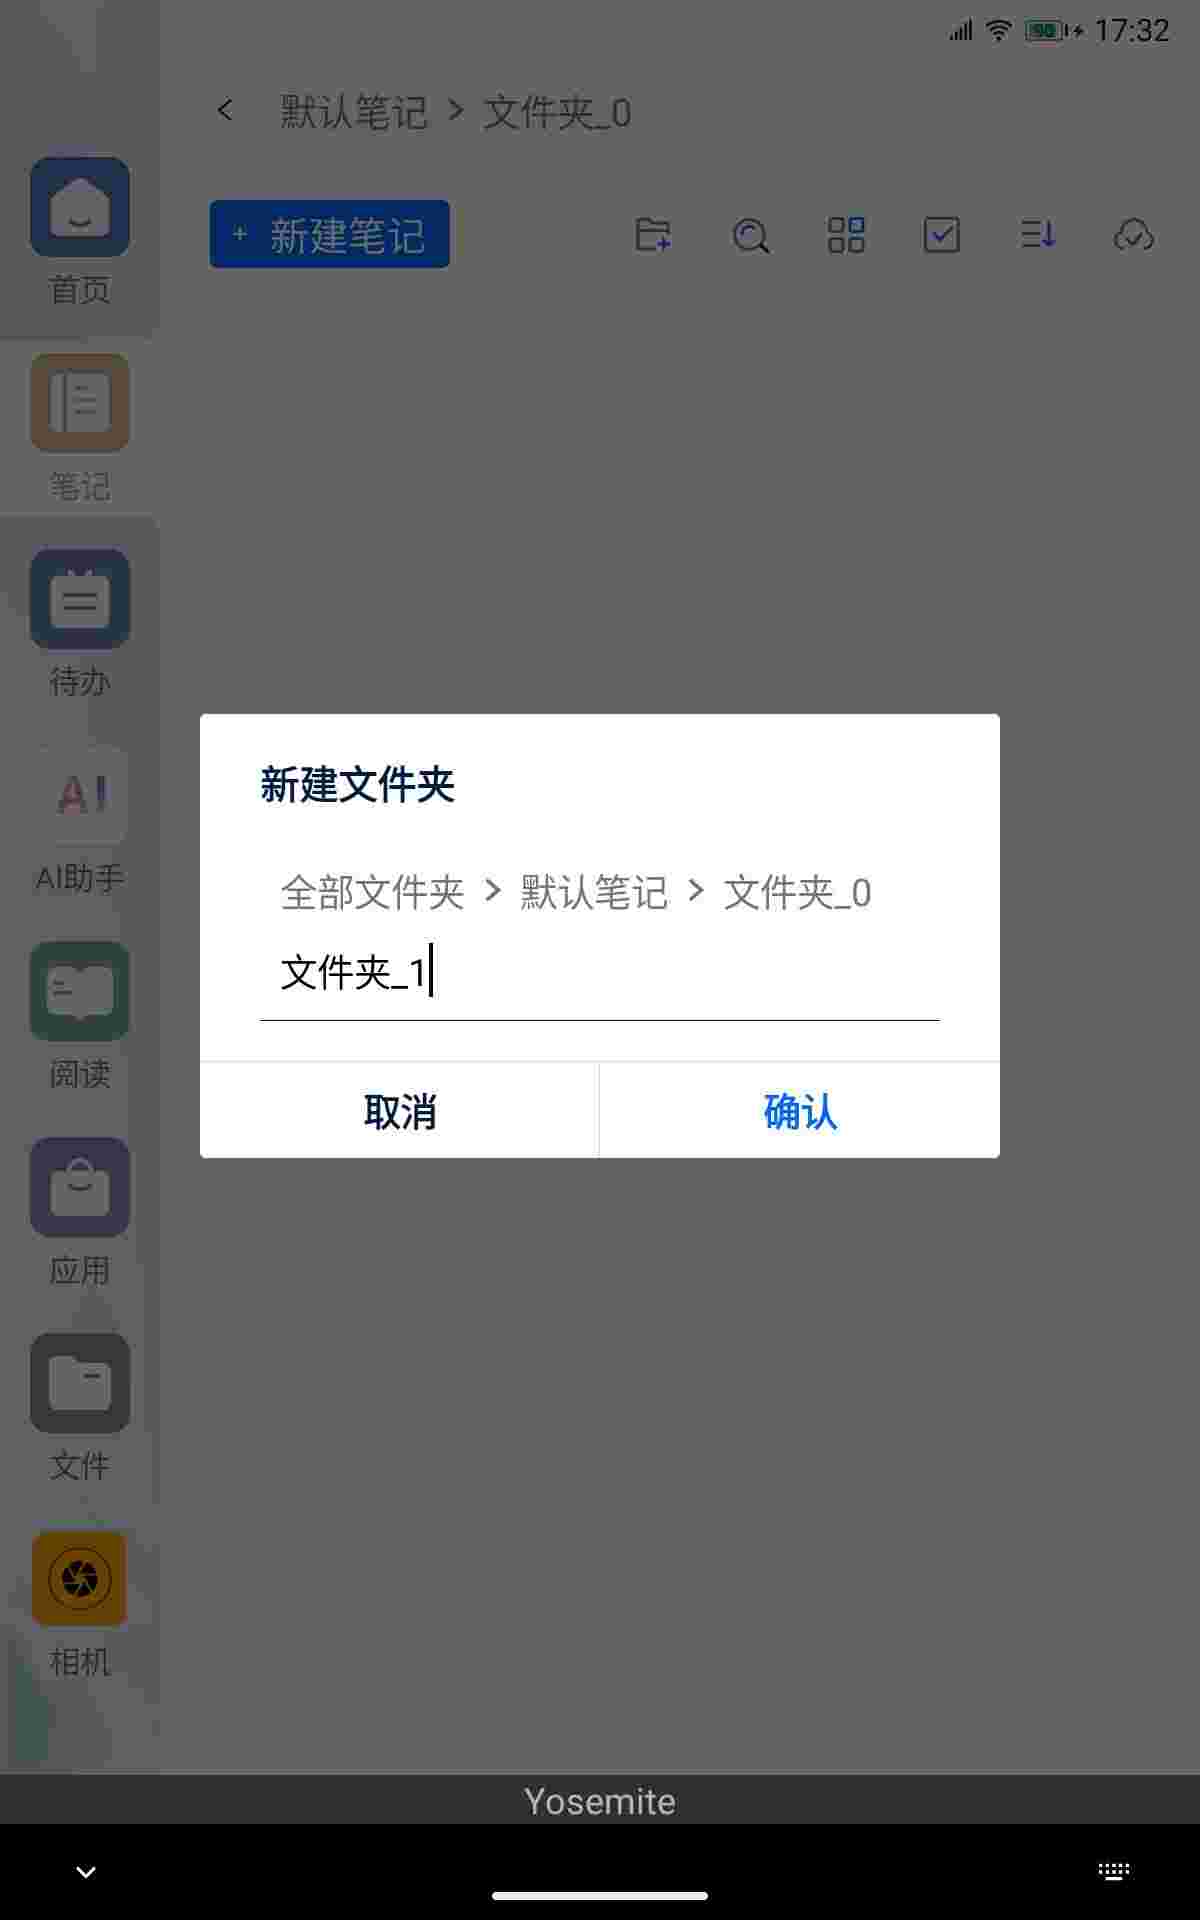 90 17:32
默认笔记 > 文件夹_0
+ 新建笔记
首页
笔记
待办
AI
AI助手
阅读
应用
文件
相机
新建文件夹
全部文件夹 > 默认笔记 > 文件夹_0
文件夹_1
取消 确认
Yosemite